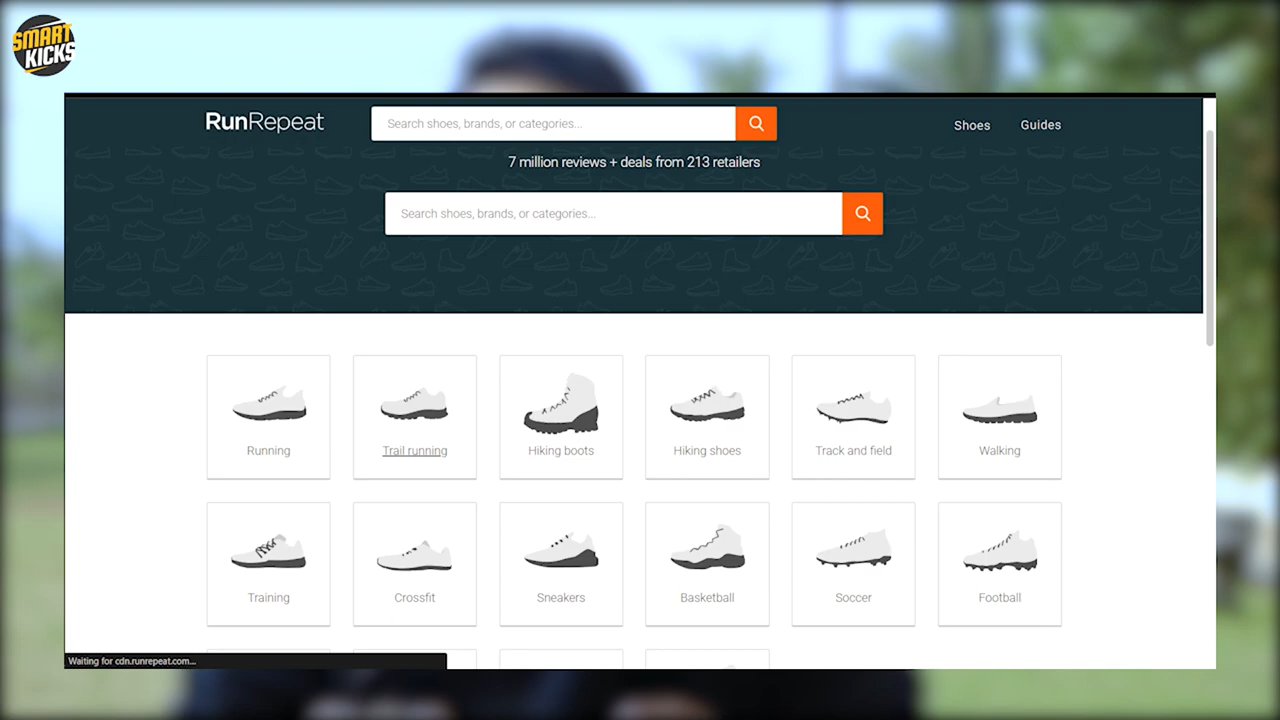 SMART
KICKS
RunRepeat
Search shoes, brands, or categories...
Shoes
Guides
7 million reviews + deals from 213 retailers
Search shoes, brands, or categories...
Running
Trail running
Hiking boots
Hiking shoes
Track and field
Walking
Training
Crossfit
Sneakers
Basketball
Soccer
Football
Waiting for cdn.runrepeat.com...